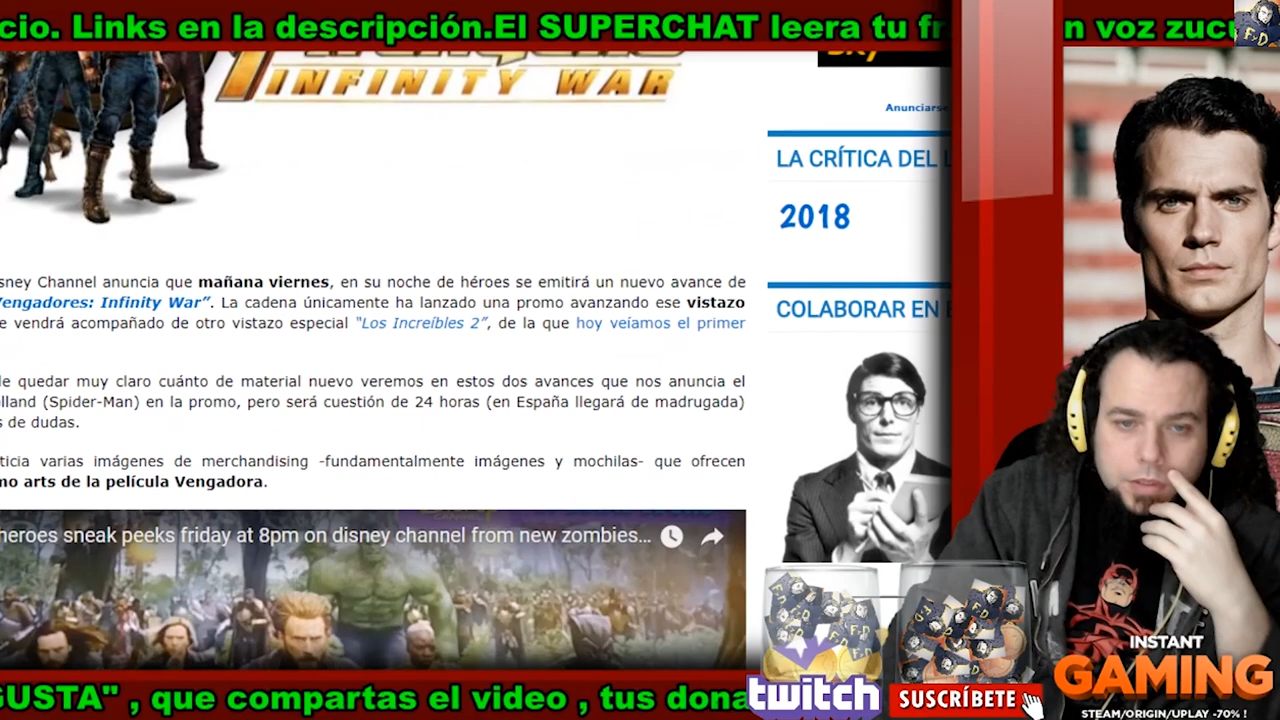 cio. Links en la descripción.El SUPERCHAT leera tu fr n voz zucu
FyD
INFINITY WAR
Anunciarse
LA CRÍTICA DEL L
2018
sney Channel anuncia que mañana viernes, en su noche de héroes se emitirá un nuevo avance de
Vengadores: Infinity War”. La cadena únicamente ha lanzado una promo avanzando ese vistazo
e vendrá acompañado de otro vistazo especial “Los Increíbles 2”, de la que hoy veíamos el primer
COLABORAR EN
de quedar muy claro cuánto de material nuevo veremos en estos dos avances que nos anuncia el
lland (Spider-Man) en la promo, pero será cuestión de 24 horas (en España llegará de madrugada)
s de dudas.
ticia varias imágenes de merchandising -fundamentalmente imágenes y mochilas- que ofrecen
mo arts de la película Vengadora.
heroes sneak peeks friday at 8pm on disney channel from new zombies...
INSTANT
GAMING
STEAM/ORIGIN/UPLAY -70% !
GUSTA" , que compartas el video , tus dona
twitch
SUSCRÍBETE